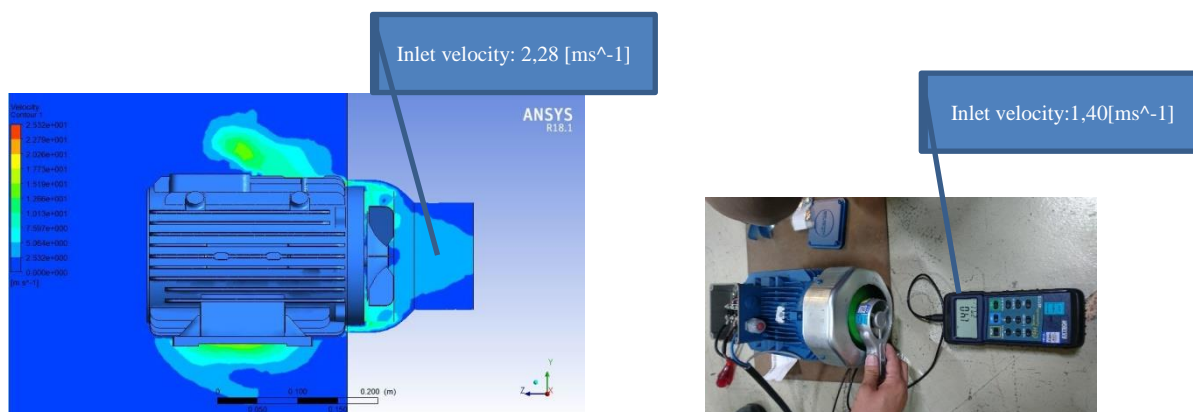 Inlet velocity: 2,28 [ms^-1]
Inlet velocity:1,40[ms^-1]
Velocity
Contour 1
2.532e+001
2.279e+001
2.026e+001
1.773e+001
1.519e+001
1.266e+001
1.013e+001
7.597e+000
5.064e+000
2.532e+000
0.000e+000
[m s^-1]
ANSYS
R18.1
Y
Z
X
0
0.100
0.200 (m)
0.050
0.150
1.40